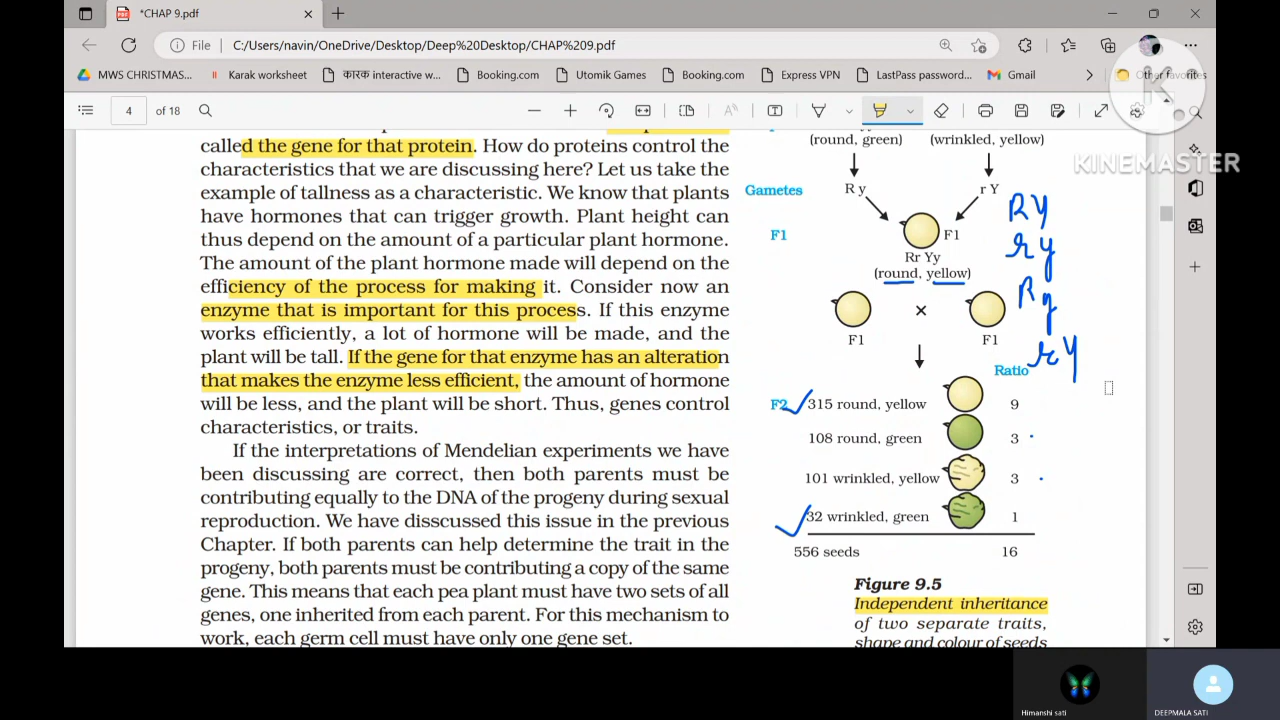 *CHAP 9.pdf
File
C:/Users/navin/OneDrive/Desktop/Deep%20Desktop/CHAP%209.pdf
MWS CHRISTMAS...
Karak worksheet
कारक interactive w...
Booking.com
Utomik Games
Booking.com
Express VPN
LastPass password...
Gmail
Other favorites
4 of 18
K
KINEMASTER
called the gene for that protein. How do proteins control the
characteristics that we are discussing here? Let us take the
example of tallness as a characteristic. We know that plants
have hormones that can trigger growth. Plant height can
thus depend on the amount of a particular plant hormone.
The amount of the plant hormone made will depend on the
efficiency of the process for making it. Consider now an
enzyme that is important for this process. If this enzyme
works efficiently, a lot of hormone will be made, and the
plant will be tall. If the gene for that enzyme has an alteration
that makes the enzyme less efficient, the amount of hormone
will be less, and the plant will be short. Thus, genes control
characteristics, or traits.
If the interpretations of Mendelian experiments we have
been discussing are correct, then both parents must be
contributing equally to the DNA of the progeny during sexual
reproduction. We have disscussed this issue in the previous
Chapter. If both parents can help determine the trait in the
progeny, both parents must be contributing a copy of the same
gene. This means that each pea plant must have two sets of all
genes, one inherited from each parent. For this mechanism to
work, each germ cell must have only one gene set.
(round, green) (wrinkled, yellow)
Gametes R y r Y
F1 F1
Rr Yy
(round, yellow)
F1 × F1
RY
ry
Ry
rY
Ratio
F2 315 round, yellow 9
108 round, green 3
101 wrinkled, yellow 3
32 wrinkled, green 1
556 seeds 16
Figure 9.5
Independent inheritance
of two separate traits,
shape and colour of seeds
Himanshi sati
DEEPMALA SATI